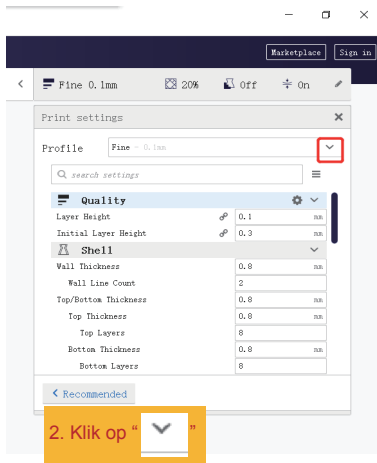 Marketplace Sign in
Fine 0.1mm 20% Off On
Print settings
Profile Fine - 0.1mm
search settings
Quality
Layer Height 0.1 mm
Initial Layer Height 0.3 mm
Shell
Wall Thickness 0.8 mm
Wall Line Count 2
Top/Bottom Thickness 0.8 mm
Top Thickness 0.8 mm
Top Layers 8
Bottom Thickness 0.8 mm
Bottom Layers 8
Recommended
2. Klik op “ ”